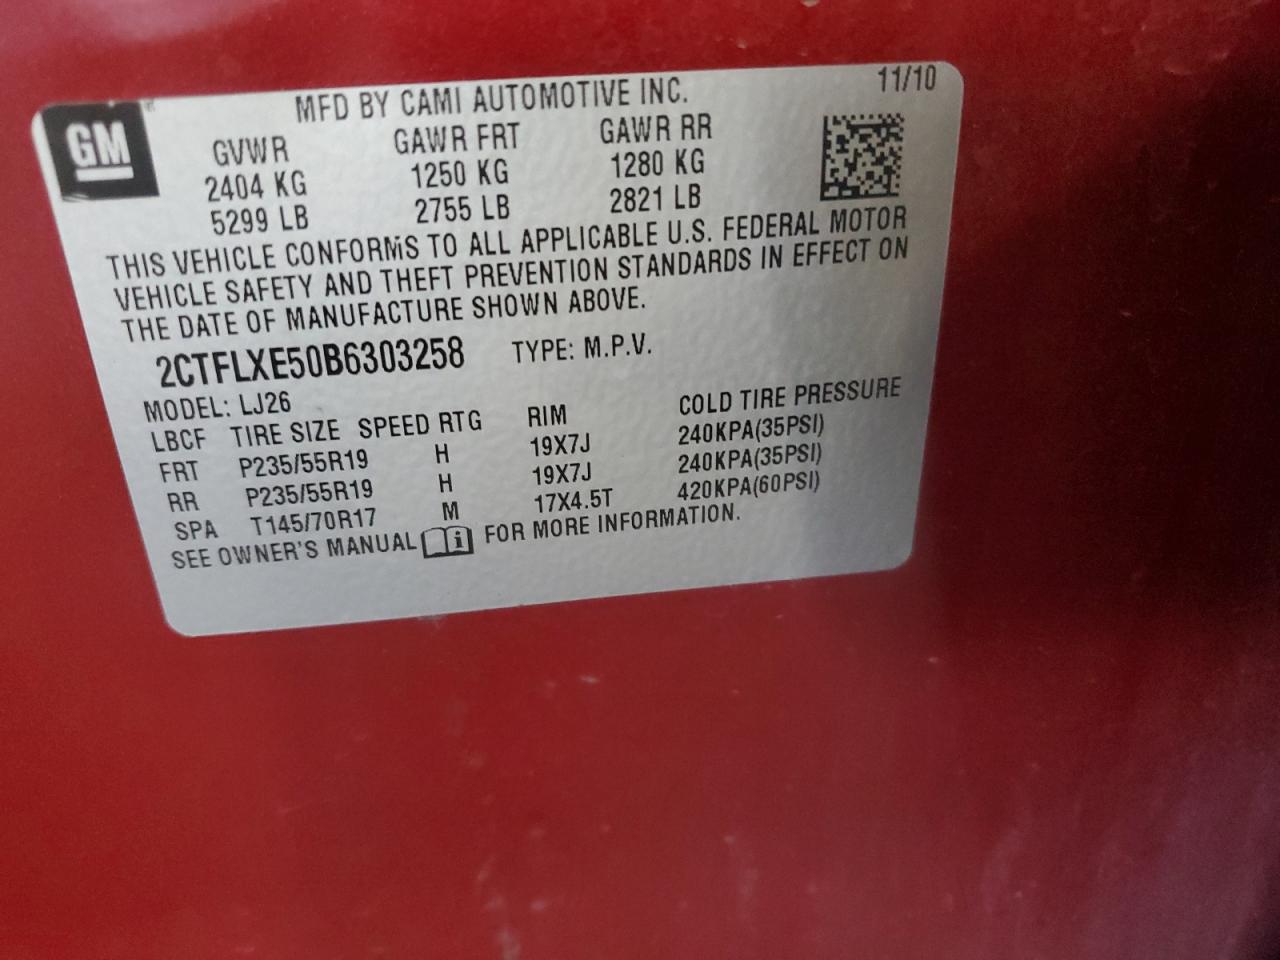 GM
MFD BY CAMI AUTOMOTIVE INC. 11/10
GVWR GAWR FRT GAWR RR
2404 KG 1250 KG 1280 KG
5299 LB 2755 LB 2821 LB
THIS VEHICLE CONFORMS TO ALL APPLICABLE U.S. FEDERAL MOTOR
VEHICLE SAFETY AND THEFT PREVENTION STANDARDS IN EFFECT ON
THE DATE OF MANUFACTURE SHOWN ABOVE.
2CTFLXE50B6303258 TYPE: M.P.V.
MODEL: LJ26
LBCF TIRE SIZE SPEED RTG RIM COLD TIRE PRESSURE
FRT P235/55R19 H 19X7J 240KPA(35PSI)
RR P235/55R19 H 19X7J 240KPA(35PSI)
SPA T145/70R17 M 17X4.5T 420KPA(60PSI)
SEE OWNER'S MANUAL i FOR MORE INFORMATION.